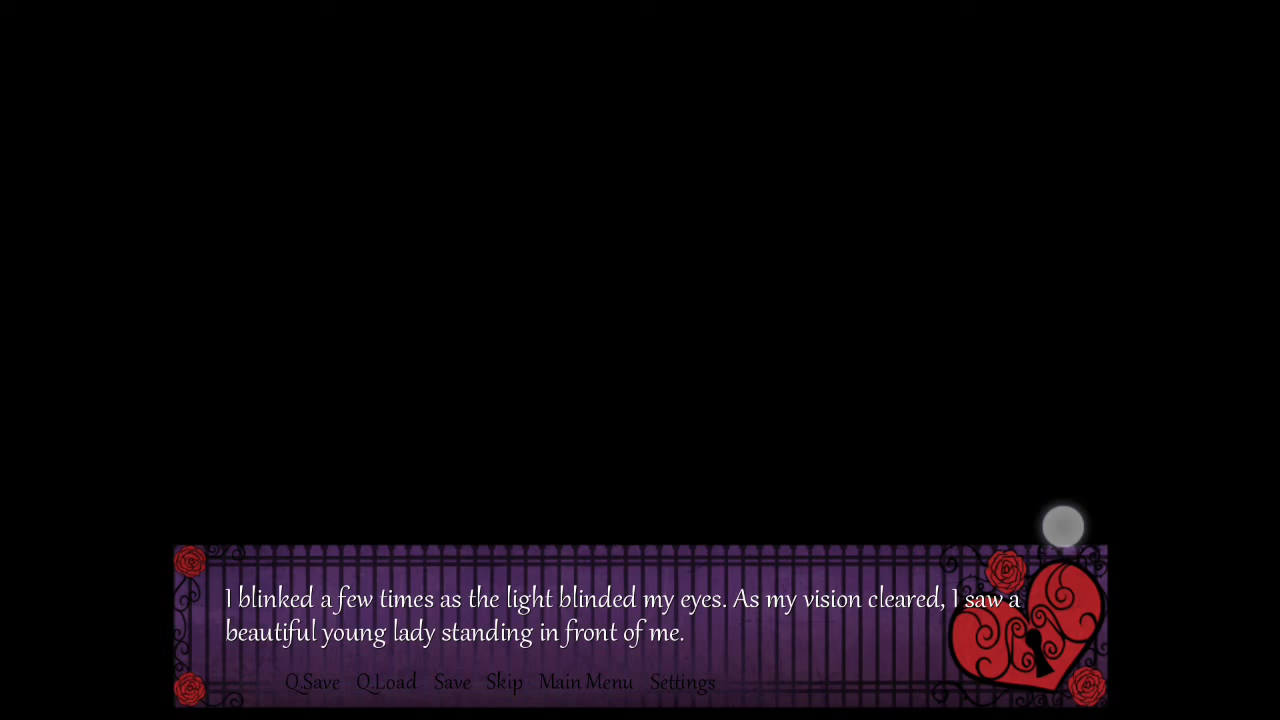 I blinked a few times as the light blinded my eyes. As my vision cleared, I saw a
beautiful young lady standing in front of me.
Q.Save Q.Load Save Skip Main Menu Settings